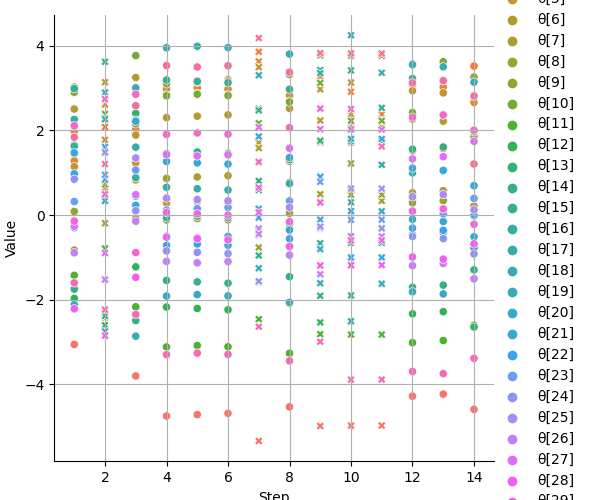 θ[5]
θ[6]
θ[7]
θ[8]
θ[9]
θ[10]
θ[11]
θ[12]
θ[13]
θ[14]
θ[15]
θ[16]
θ[17]
θ[18]
θ[19]
θ[20]
θ[21]
θ[22]
θ[23]
θ[24]
θ[25]
θ[26]
θ[27]
θ[28]
θ[29]
4
2
0
−2
−4
Value
2
4
6
8
10
12
14
Step